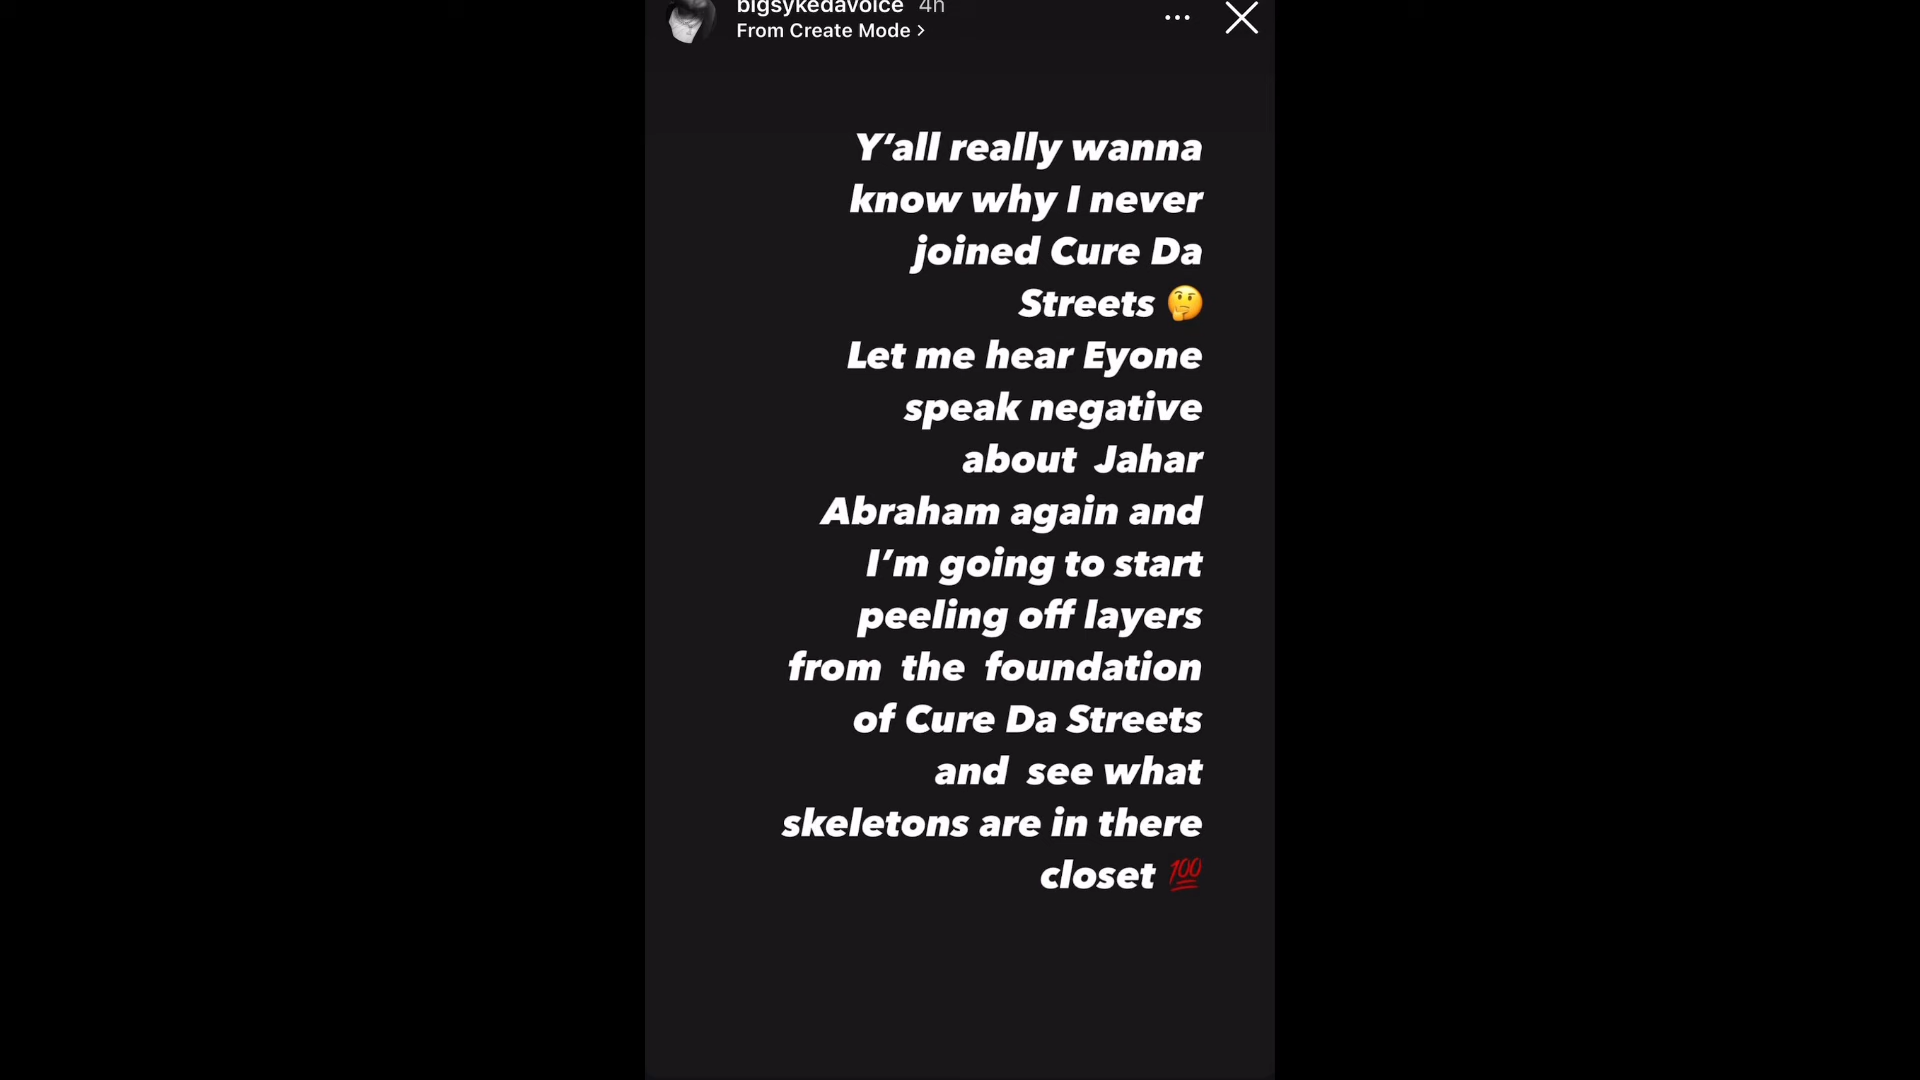 bigsykedavoice 4h
From Create Mode >
Y'all really wanna
know why I never
joined Cure Da
Streets 🤔
Let me hear Eyone
speak negative
about Jahar
Abraham again and
I'm going to start
peeling off layers
from the foundation
of Cure Da Streets
and see what
skeletons are in there
closet 💯